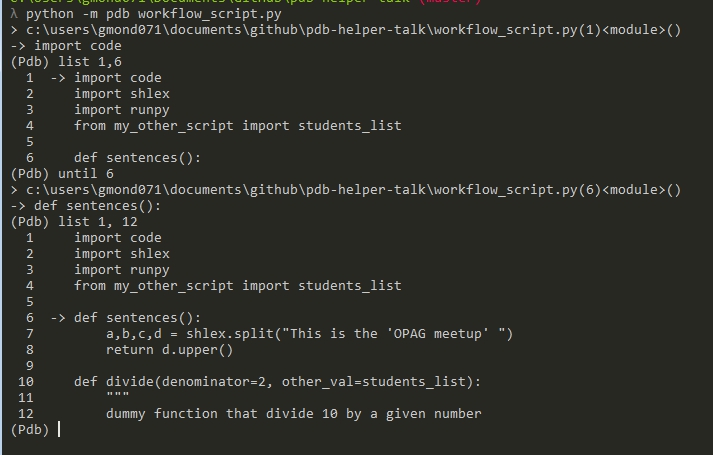 λ python -m pdb workflow_script.py
> c:\users\gmond071\documents\github\pdb-helper-talk\workflow_script.py(1)<module>()
-> import code
(Pdb) list 1,6
  1  -> import code
  2     import shlex
  3     import runpy
  4     from my_other_script import students_list
  5
  6     def sentences():
(Pdb) until 6
> c:\users\gmond071\documents\github\pdb-helper-talk\workflow_script.py(6)<module>()
-> def sentences():
(Pdb) list 1, 12
  1     import code
  2     import shlex
  3     import runpy
  4     from my_other_script import students_list
  5
  6  -> def sentences():
  7         a,b,c,d = shlex.split("This is the 'OPAG meetup' ")
  8         return d.upper()
  9
 10     def divide(denominator=2, other_val=students_list):
 11         """
 12         dummy function that divide 10 by a given number
(Pdb)